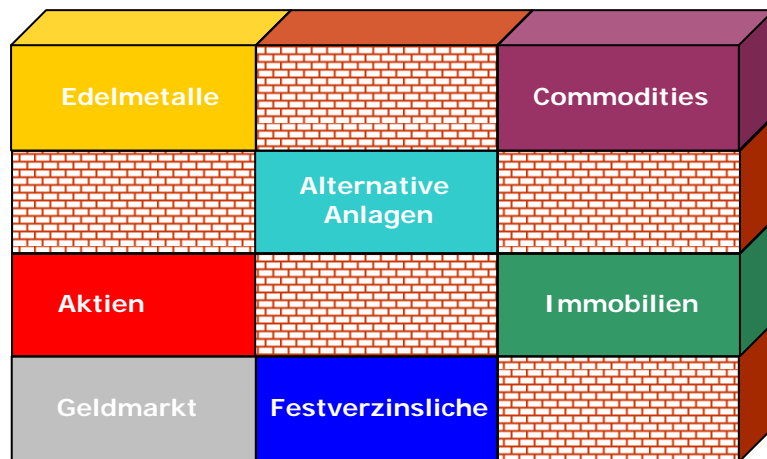 Edelmetalle
Commodities
Alternative
Anlagen
Aktien
Immobilien
Geldmarkt
Festverzinsliche